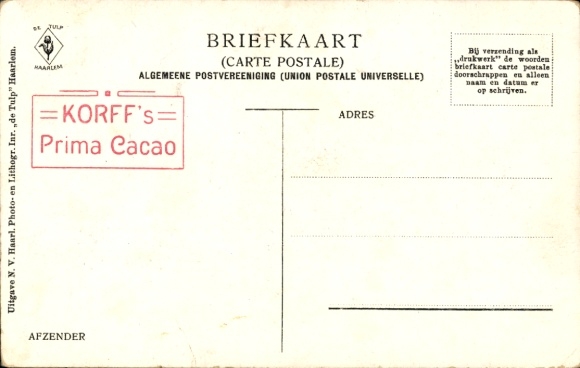 DE TULP
HAARLEM
BRIEFKAART
(CARTE POSTALE)
ALGEMEENE POSTVEREENIGING (UNION POSTALE UNIVERSELLE)
Bij verzending als
„drukwerk" de woorden
briefkaart carte postale
doorschrappen en alleen
naam en datum er
op schrijven.
KORFF's
Prima Cacao
ADRES
Uitgave N. V. Haarl. Photo- en Lithogr. Inr. „de Tulp" Haarlem.
AFZENDER